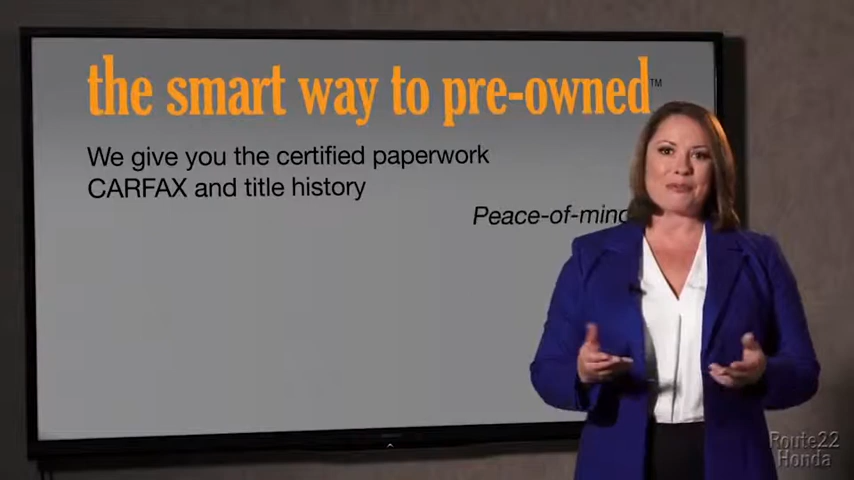 the smart way to pre-owned™
We give you the certified paperwork
CARFAX and title history
Peace-of-mind
Route22
Honda